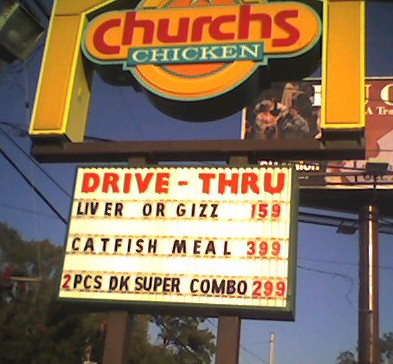 Churchs
CHICKEN
DRIVE - THRU
LIVER OR GIZZ 159
CATFISH MEAL 399
2PCS DK SUPER COMBO 299